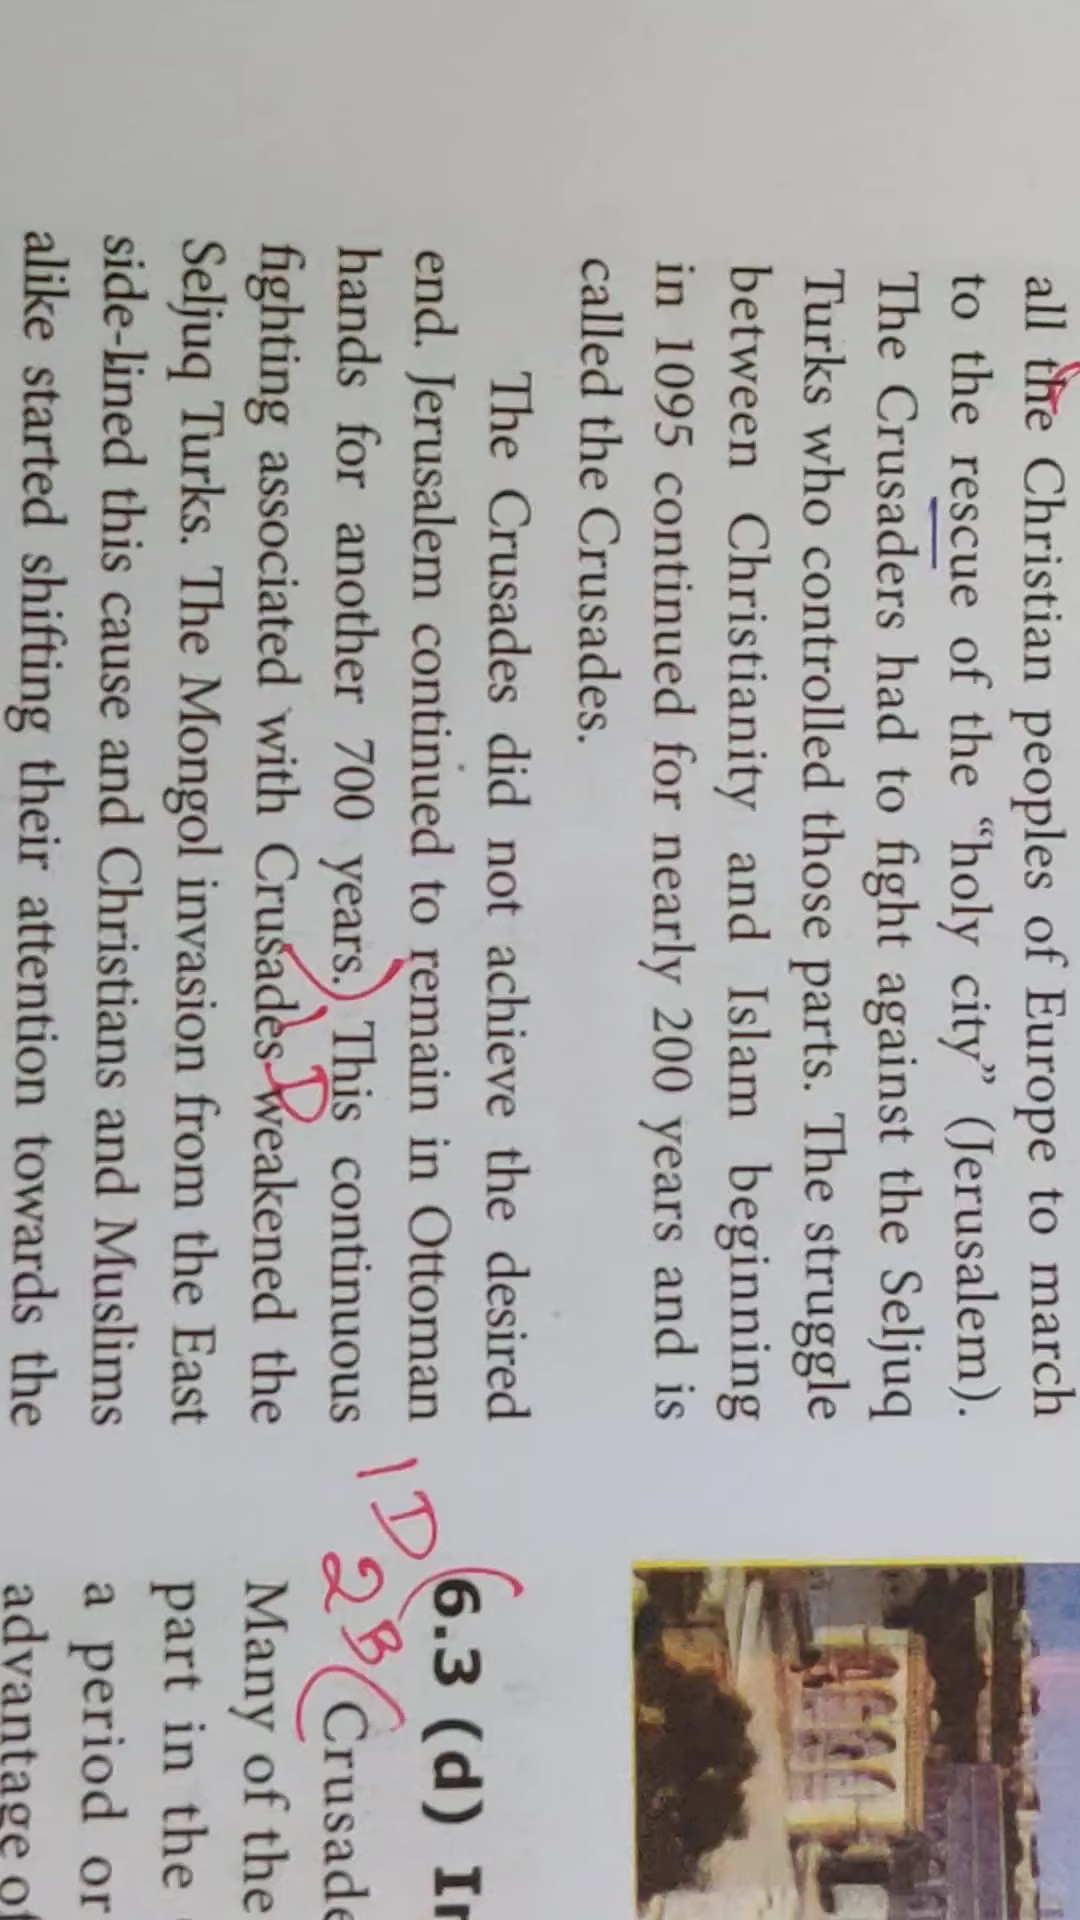 all the Christian peoples of Europe to march
to the rescue of the “holy city” (Jerusalem).
The Crusaders had to fight against the Seljuq
Turks who controlled those parts. The struggle
between Christianity and Islam beginning
in 1095 continued for nearly 200 years and is
called the Crusades.
The Crusades did not achieve the desired
end. Jerusalem continued to remain in Ottoman
hands for another 700 years. This continuous
fighting associated with Crusades weakened the
Seljuq Turks. The Mongol invasion from the East
side-lined this cause and Christians and Muslims
alike started shifting their attention towards the
1 D
2 B
D
6.3 (d)
Many of the
part in the
a period or
advantage